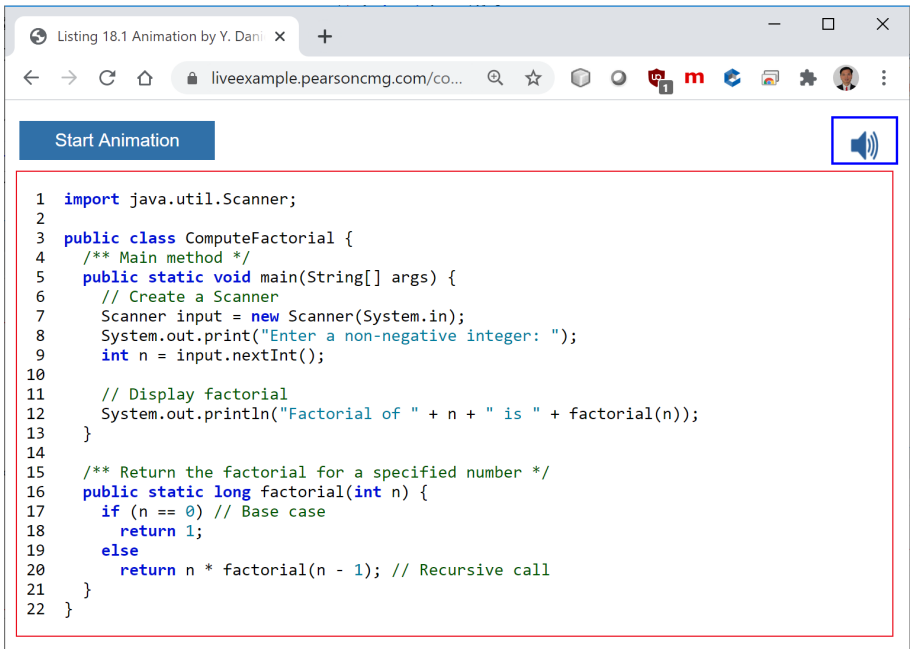 Listing 18.1 Animation by Y. Dani
liveexample.pearsoncmg.com/co...
1
m
Start Animation
1 import java.util.Scanner;
2
3 public class ComputeFactorial {
4   /** Main method */
5   public static void main(String[] args) {
6     // Create a Scanner
7     Scanner input = new Scanner(System.in);
8     System.out.print("Enter a non-negative integer: ");
9     int n = input.nextInt();
10
11     // Display factorial
12     System.out.println("Factorial of " + n + " is " + factorial(n));
13   }
14
15   /** Return the factorial for a specified number */
16   public static long factorial(int n) {
17     if (n == 0) // Base case
18       return 1;
19     else
20       return n * factorial(n - 1); // Recursive call
21   }
22 }